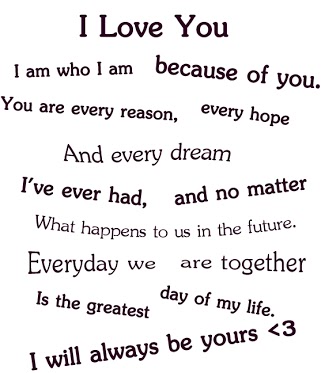 I Love You
I am who I am because of you.
You are every reason, every hope
And every dream
I've ever had, and no matter
What happens to us in the future.
Everyday we are together
Is the greatest day of my life.
I will always be yours <3